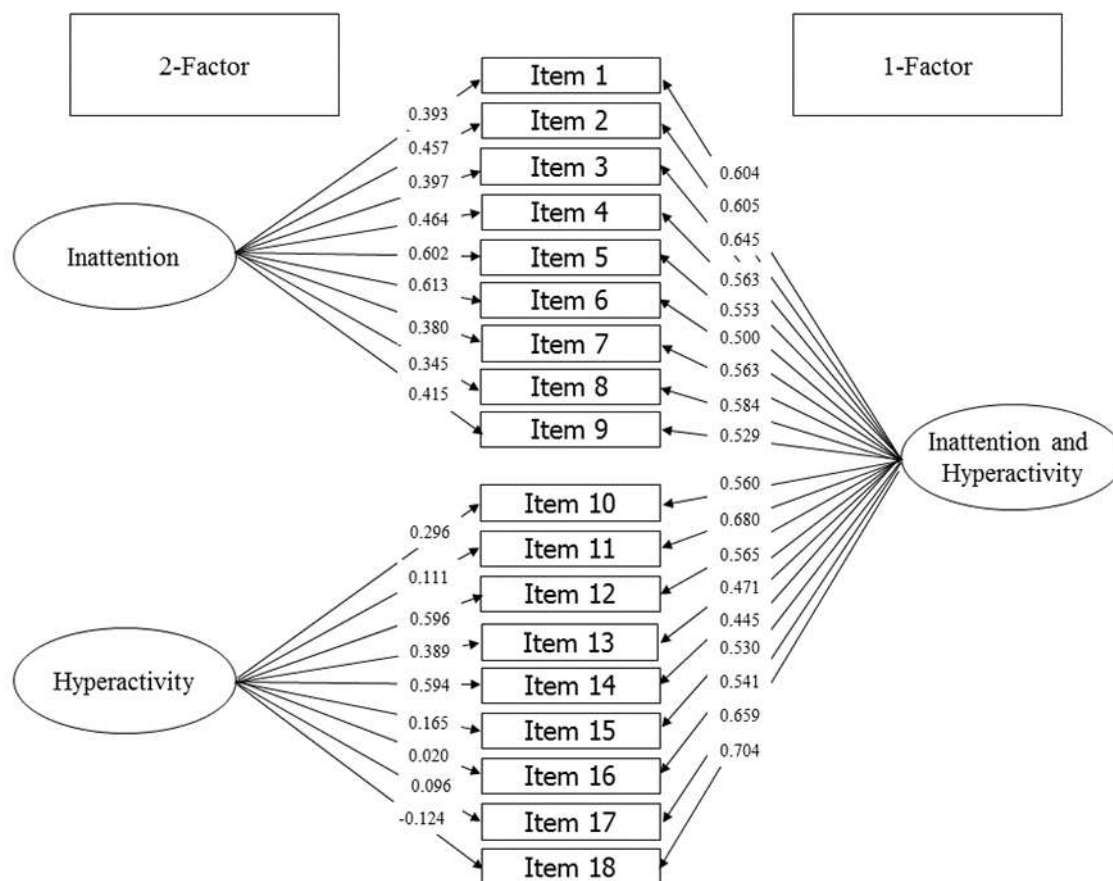 2-Factor
1-Factor
Item 1
Item 2
Item 3
Item 4
Item 5
Item 6
Item 7
Item 8
Item 9
Item 10
Item 11
Item 12
Item 13
Item 14
Item 15
Item 16
Item 17
Item 18
Inattention
0.393
0.457
0.397
0.464
0.602
0.613
0.380
0.345
0.415
Hyperactivity
0.296
0.111
0.596
0.389
0.594
0.165
0.020
0.096
-0.124
0.604
0.605
0.645
0.563
0.553
0.500
0.563
0.584
0.529
0.560
0.680
0.565
0.471
0.445
0.530
0.541
0.659
0.704
Inattention and
Hyperactivity